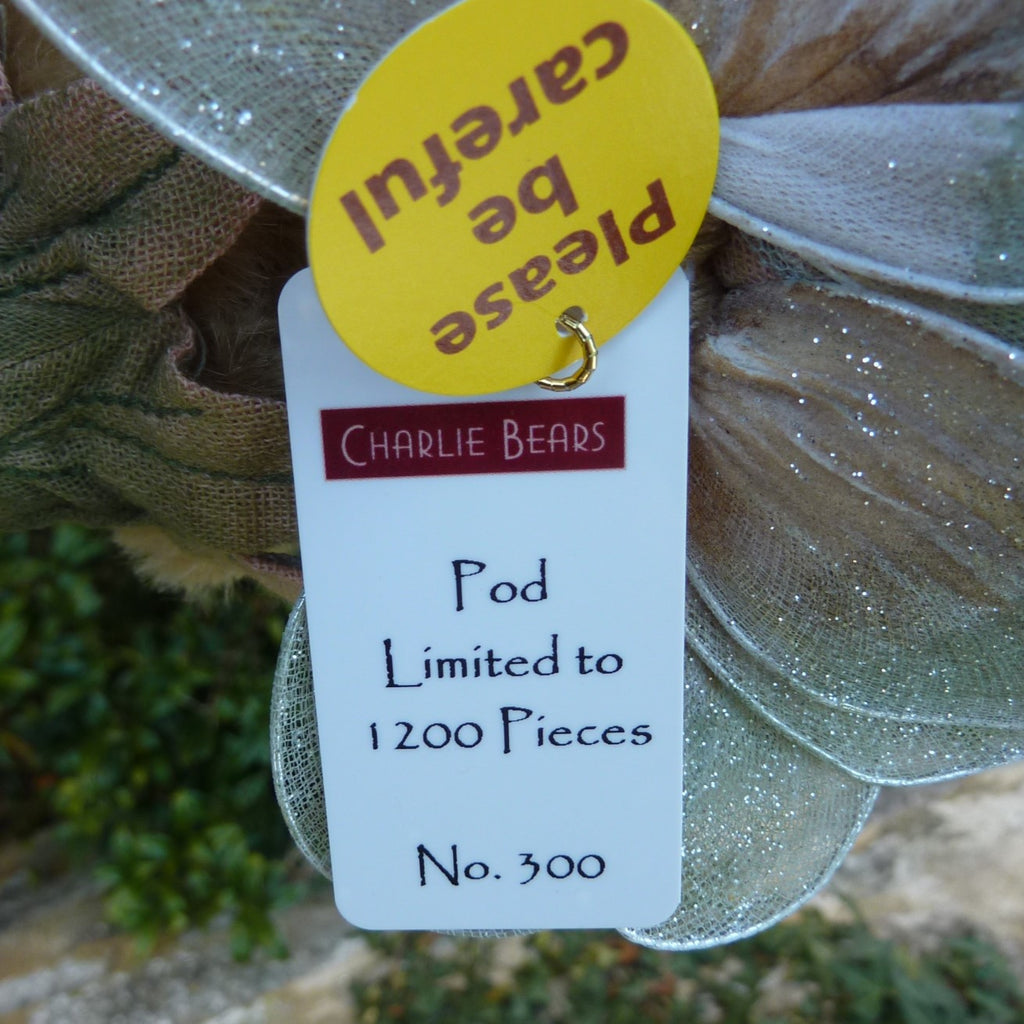 Please
be
careful
CHARLIE BEARS
Pod
Limited to
1200 Pieces
No. 300